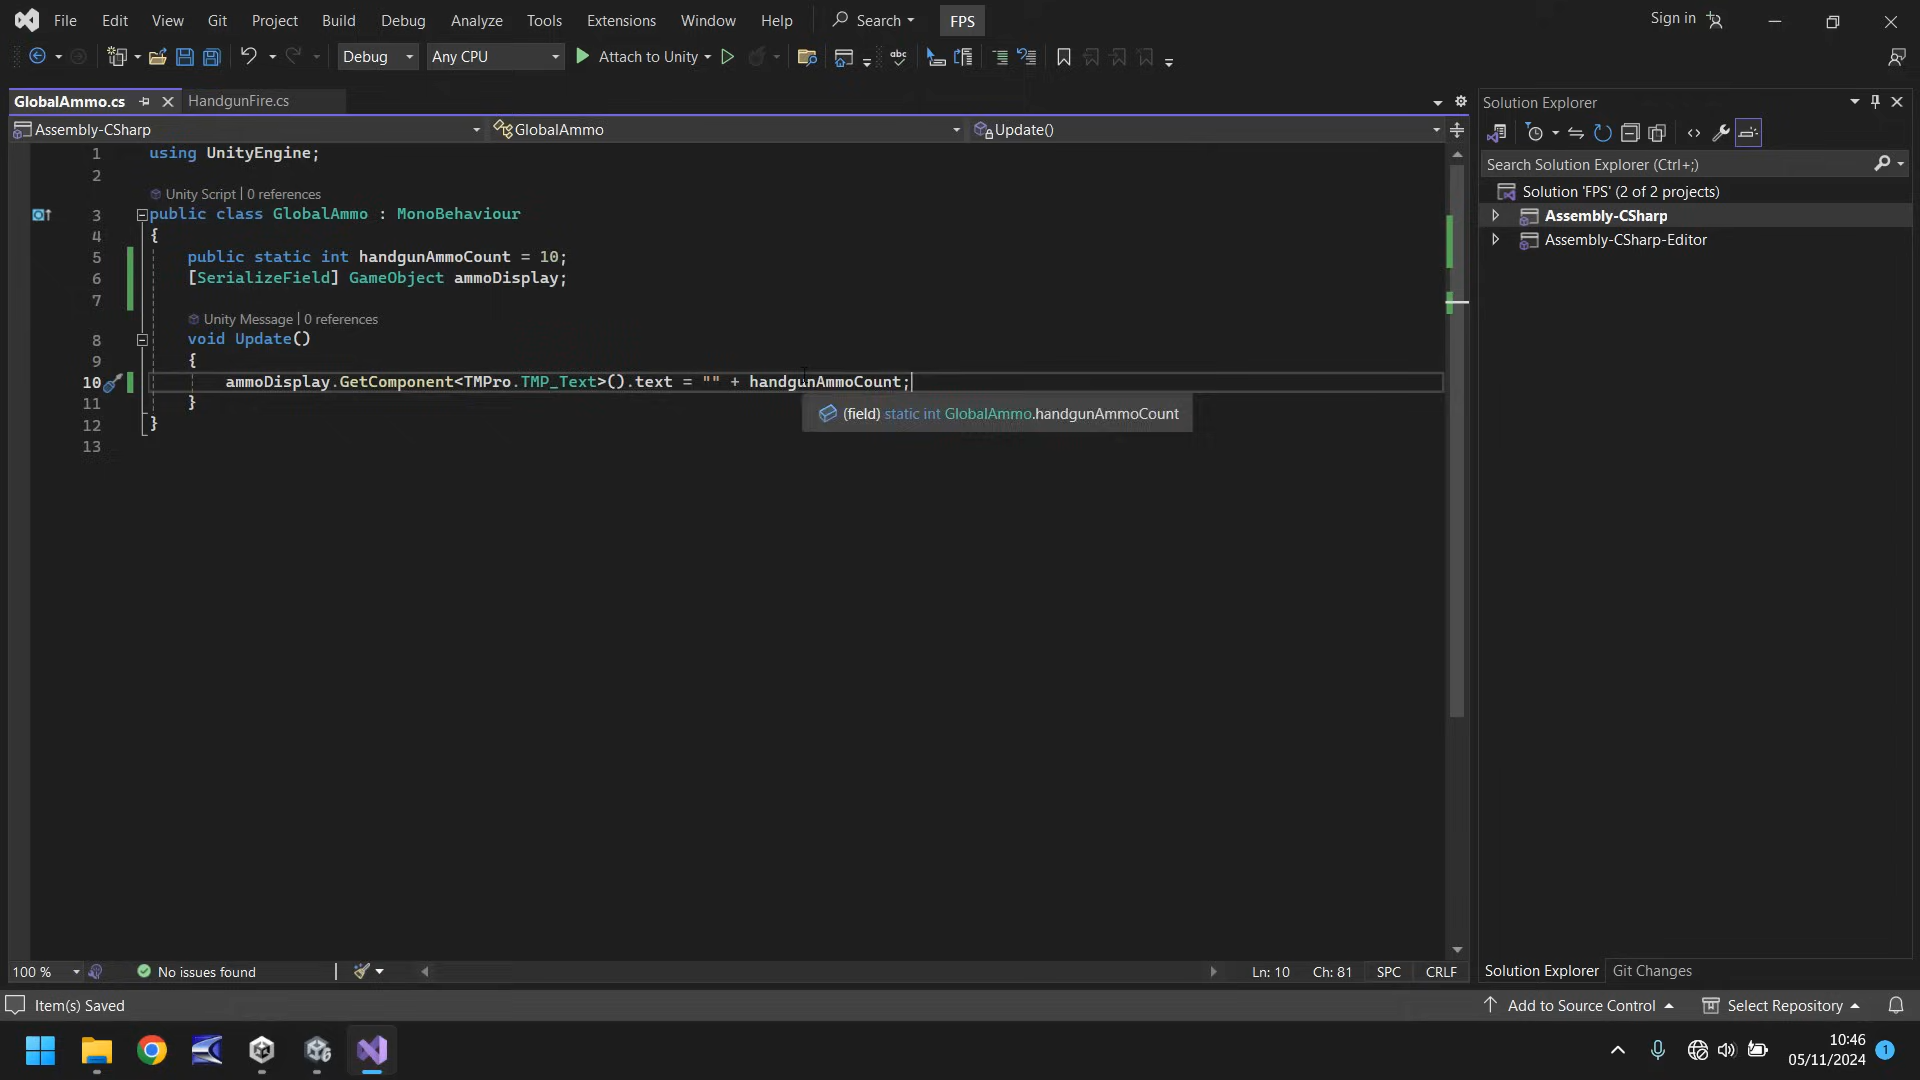 File Edit View Git Project Build Debug Analyze Tools Extensions Window Help Search FPS Sign in
Debug Any CPU Attach to Unity abc
GlobalAmmo.cs HandgunFire.cs
Assembly-CSharp GlobalAmmo Update()
1 using UnityEngine;
2
Unity Script | 0 references
3 public class GlobalAmmo : MonoBehaviour
4 {
5 public static int handgunAmmoCount = 10;
6 [SerializeField] GameObject ammoDisplay;
7
Unity Message | 0 references
8 void Update()
9 {
10 ammoDisplay.GetComponent<TMPro.TMP_Text>().text = "" + handgunAmmoCount;
(field) static int GlobalAmmo.handgunAmmoCount
11 }
12 }
13
Solution Explorer
Search Solution Explorer (Ctrl+;)
Solution 'FPS' (2 of 2 projects)
Assembly-CSharp
Assembly-CSharp-Editor
100 % No issues found Ln: 10 Ch: 81 SPC CRLF
Solution Explorer Git Changes
Item(s) Saved Add to Source Control Select Repository
10:46
05/11/2024
1